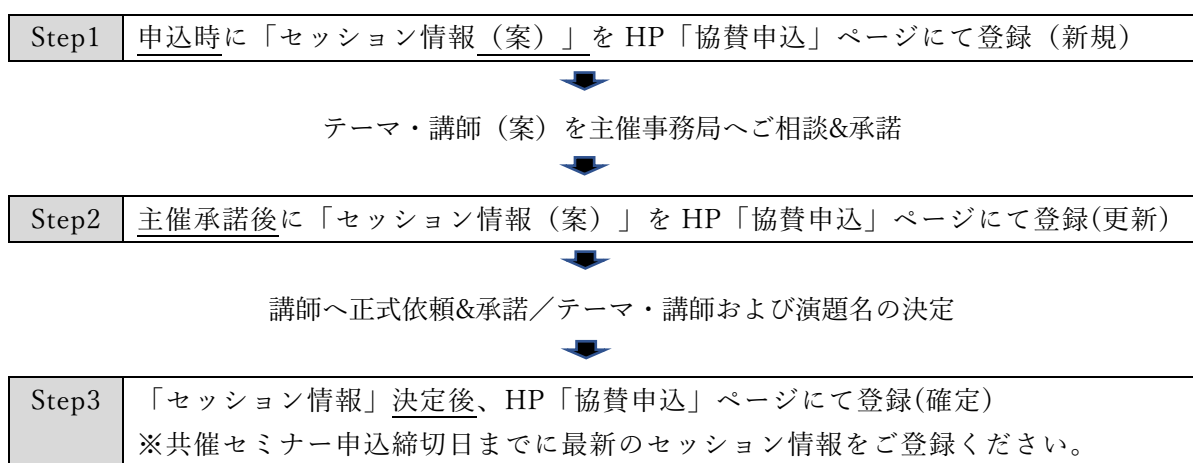 Step1 申込時に「セッション情報（案）」を HP「協賛申込」ページにて登録（新規）
テーマ・講師（案）を主催事務局へご相談&承諾
Step2 主催承諾後に「セッション情報（案）」を HP「協賛申込」ページにて登録(更新)
講師へ正式依頼&承諾／テーマ・講師および演題名の決定
Step3 「セッション情報」決定後、HP「協賛申込」ページにて登録(確定)
※共催セミナー申込締切日までに最新のセッション情報をご登録ください。